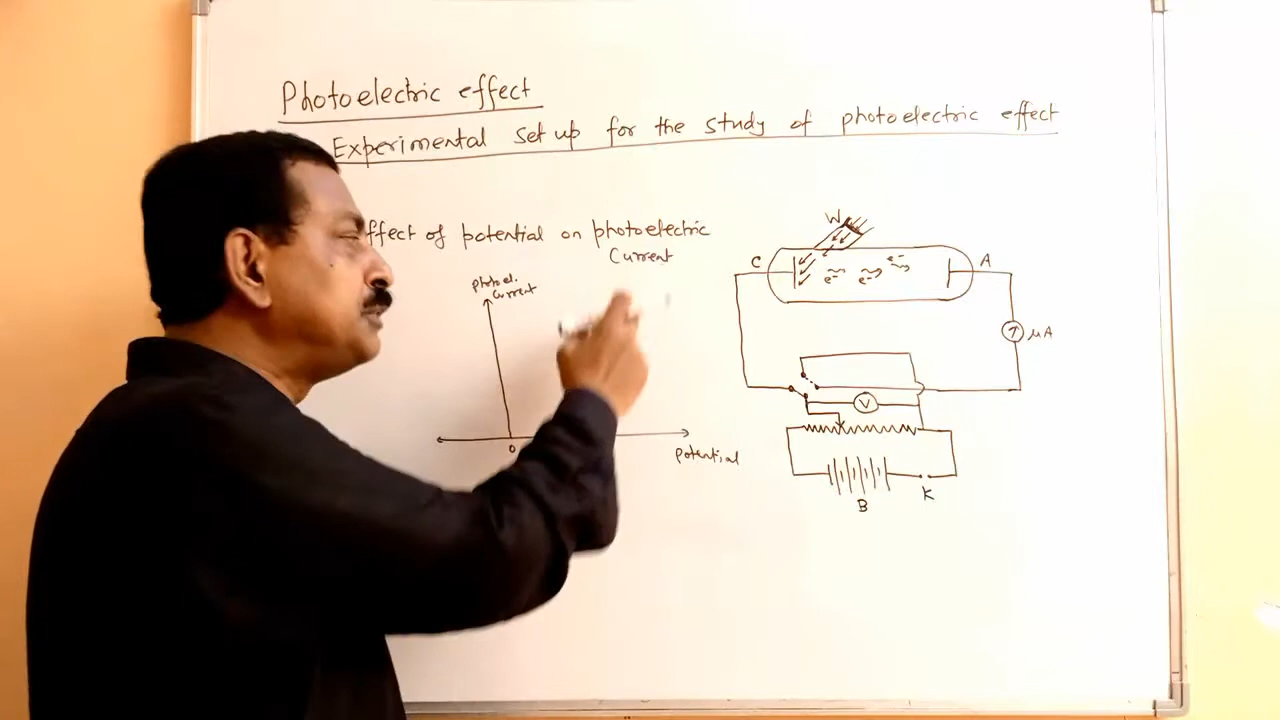 Photoelectric effect
Experimental set up for the study of photoelectric effect
ffect of potential on photoelectric
Current
photoel.
Current
0
potential
W
C
A
e-
e-
e-
μA
V
B
K